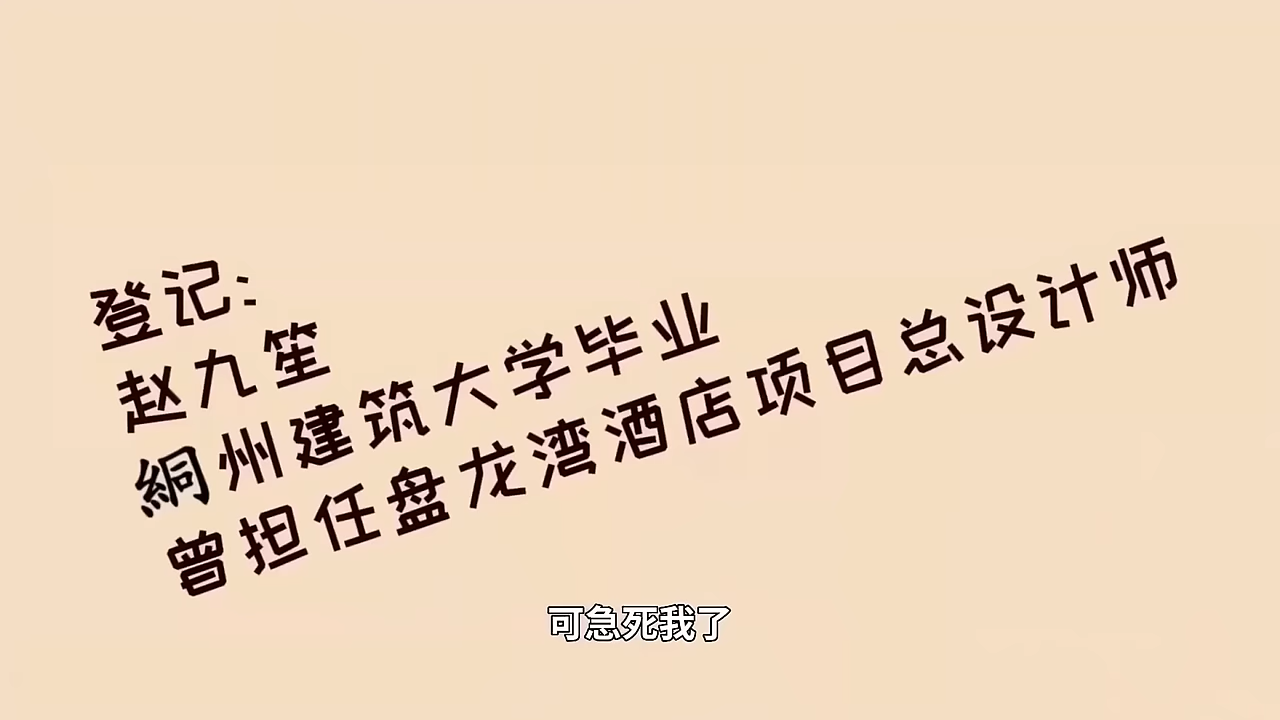 登记:
赵九笙
絅州建筑大学毕业
曾担任盘龙湾酒店项目总设计师
可急死我了